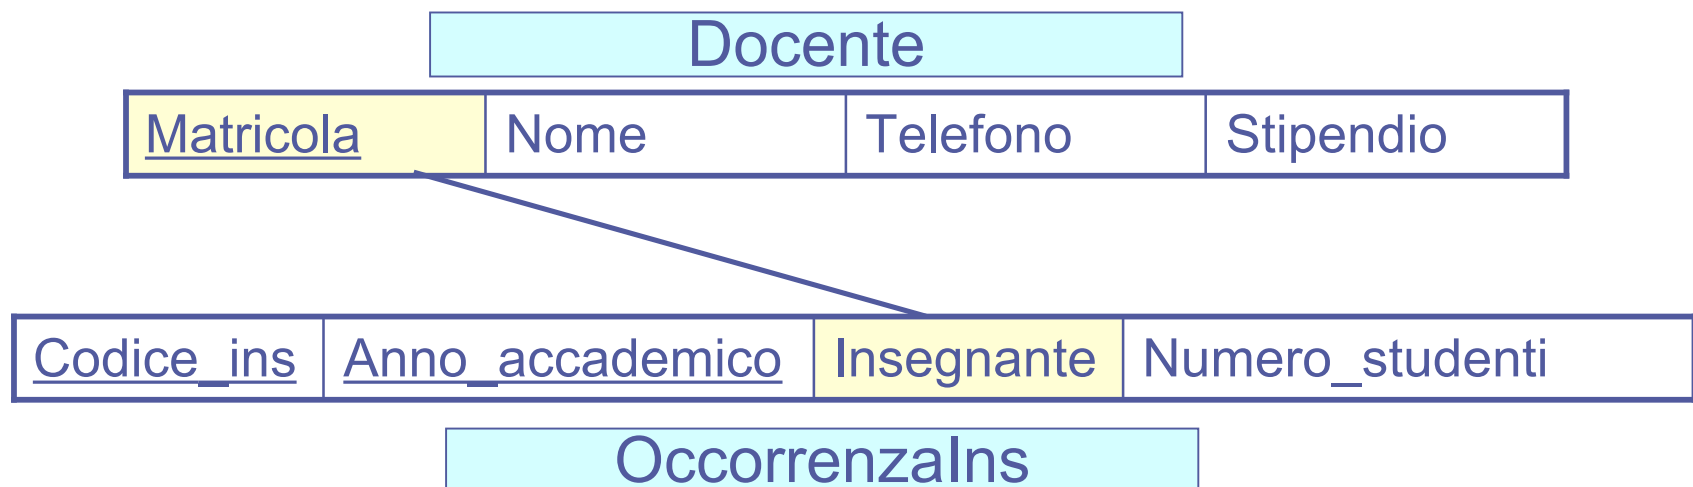 Docente
Matricola Nome Telefono Stipendio
Codice_ins Anno_accademico Insegnante Numero_studenti
OccorrenzaIns